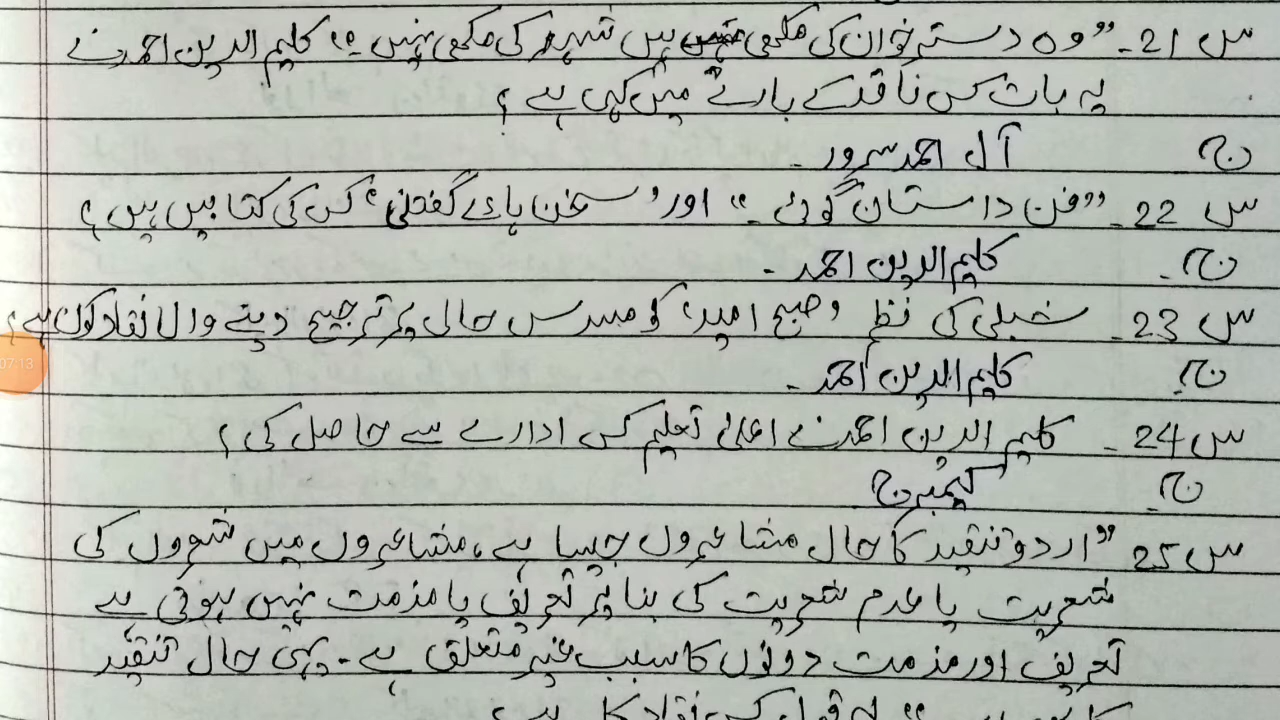 س 21۔ "وہ دسترخوان کی مکھی ہیں شہد کی مکھی نہیں۔" کلیم الدین احمد نے
یہ بات کس ناقد کے بارے میں کہی ہے؟
ج آل احمد سرور۔
س 22۔ "فن داستان گوئی۔" اور 'سخن ہائے گفتنی' کس کی کتابیں ہیں؟
ج۔ کلیم الدین احمد۔
س 23۔ شبلی کی نظم 'صبح امید' کو مسدس حالی پر ترجیح دینے والا نقاد کون ہے؟
ج۔ کلیم الدین احمد۔
س 24۔ کلیم الدین احمد نے اعلیٰ تعلیم کس ادارے سے حاصل کی؟
ج۔ کیمبرج
س 25 "اردو تنقید کا حال مشاعروں جیسا ہے، مشاعروں میں شعروں کی
شعریت یا عدم شعریت کی بنا پر تعریف یا مذمت نہیں ہوتی ہے
تعریف اور مذمت دونوں کا سبب غیر متعلق ہے۔ یہی حال تنقید
07:13